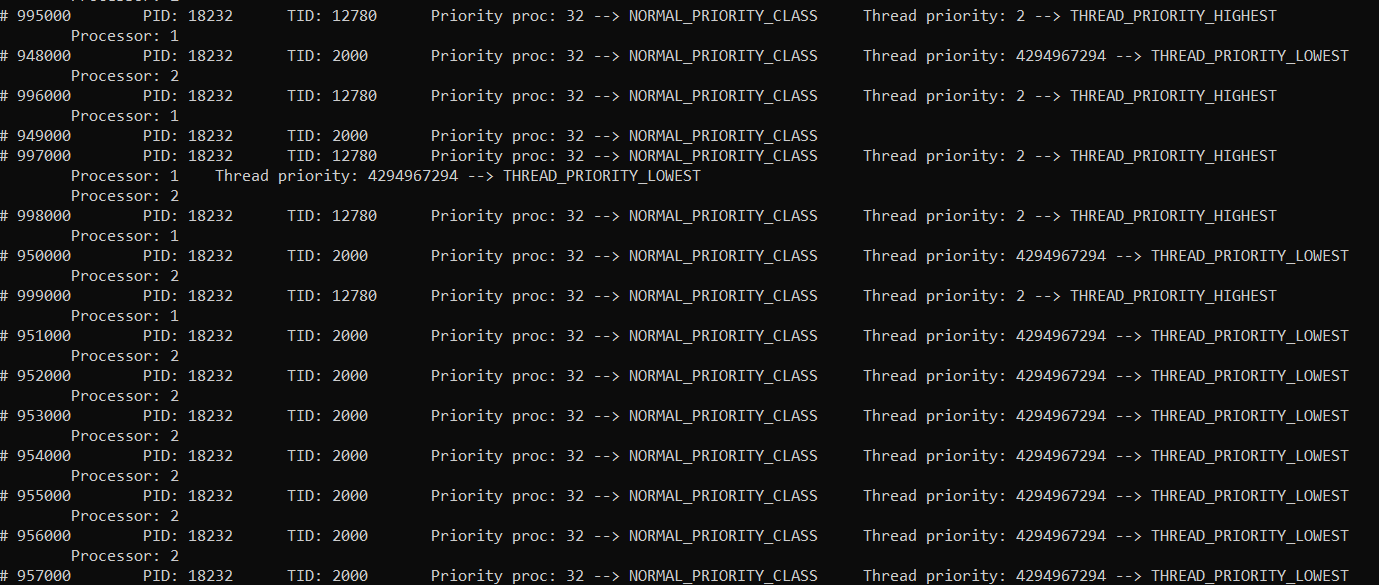 # 995000 PID: 18232 TID: 12780 Priority proc: 32 --> NORMAL_PRIORITY_CLASS Thread priority: 2 --> THREAD_PRIORITY_HIGHEST
Processor: 1
# 948000 PID: 18232 TID: 2000 Priority proc: 32 --> NORMAL_PRIORITY_CLASS Thread priority: 4294967294 --> THREAD_PRIORITY_LOWEST
Processor: 2
# 996000 PID: 18232 TID: 12780 Priority proc: 32 --> NORMAL_PRIORITY_CLASS Thread priority: 2 --> THREAD_PRIORITY_HIGHEST
Processor: 1
# 949000 PID: 18232 TID: 2000 Priority proc: 32 --> NORMAL_PRIORITY_CLASS
# 997000 PID: 18232 TID: 12780 Priority proc: 32 --> NORMAL_PRIORITY_CLASS Thread priority: 2 --> THREAD_PRIORITY_HIGHEST
Processor: 1 Thread priority: 4294967294 --> THREAD_PRIORITY_LOWEST
Processor: 2
# 998000 PID: 18232 TID: 12780 Priority proc: 32 --> NORMAL_PRIORITY_CLASS Thread priority: 2 --> THREAD_PRIORITY_HIGHEST
Processor: 1
# 950000 PID: 18232 TID: 2000 Priority proc: 32 --> NORMAL_PRIORITY_CLASS Thread priority: 4294967294 --> THREAD_PRIORITY_LOWEST
Processor: 2
# 999000 PID: 18232 TID: 12780 Priority proc: 32 --> NORMAL_PRIORITY_CLASS Thread priority: 2 --> THREAD_PRIORITY_HIGHEST
Processor: 1
# 951000 PID: 18232 TID: 2000 Priority proc: 32 --> NORMAL_PRIORITY_CLASS Thread priority: 4294967294 --> THREAD_PRIORITY_LOWEST
Processor: 2
# 952000 PID: 18232 TID: 2000 Priority proc: 32 --> NORMAL_PRIORITY_CLASS Thread priority: 4294967294 --> THREAD_PRIORITY_LOWEST
Processor: 2
# 953000 PID: 18232 TID: 2000 Priority proc: 32 --> NORMAL_PRIORITY_CLASS Thread priority: 4294967294 --> THREAD_PRIORITY_LOWEST
Processor: 2
# 954000 PID: 18232 TID: 2000 Priority proc: 32 --> NORMAL_PRIORITY_CLASS Thread priority: 4294967294 --> THREAD_PRIORITY_LOWEST
Processor: 2
# 955000 PID: 18232 TID: 2000 Priority proc: 32 --> NORMAL_PRIORITY_CLASS Thread priority: 4294967294 --> THREAD_PRIORITY_LOWEST
Processor: 2
# 956000 PID: 18232 TID: 2000 Priority proc: 32 --> NORMAL_PRIORITY_CLASS Thread priority: 4294967294 --> THREAD_PRIORITY_LOWEST
Processor: 2
# 957000 PID: 18232 TID: 2000 Priority proc: 32 --> NORMAL_PRIORITY_CLASS Thread priority: 4294967294 --> THREAD_PRIORITY_LOWEST